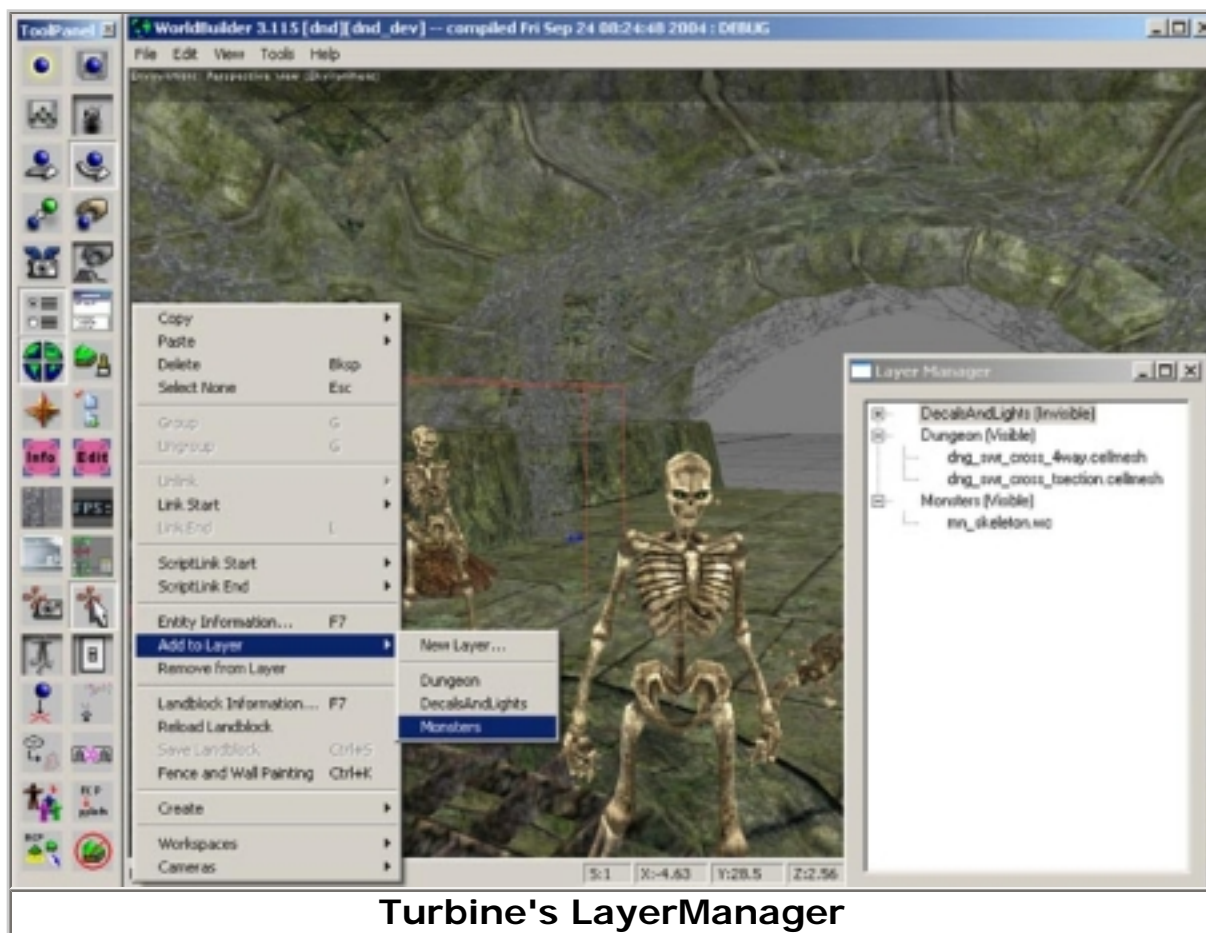 ToolPanel
WorldBuilder 3.115 [dnd][dnd_dev] -- compiled Fri Sep 24 08:24:48 2004 : DEBUG
File Edit View Tools Help
Environment: Perspective View (Environment)
Info Edit
FPS:
Copy
Paste
Delete Bksp
Select None Esc
Group G
Ungroup G
Unlink
Link Start
Link End L
ScriptLink Start
ScriptLink End
Entity Information... F7
Add to Layer
Remove from Layer
Landblock Information... F7
Reload Landblock
Save Landblock Ctrl+S
Fence and Wall Painting Ctrl+K
Create
Workspaces
Cameras
New Layer...
Dungeon
DecalsAndLights
Monsters
Layer Manager
DecalsAndLights (Invisible)
Dungeon (Visible)
dng_swr_cross_4way.cellmesh
dng_swr_cross_tsection.cellmesh
Monsters (Visible)
mn_skeleton.wc
S:1 X:-4.63 Y:28.5 Z:2.56
Turbine's LayerManager